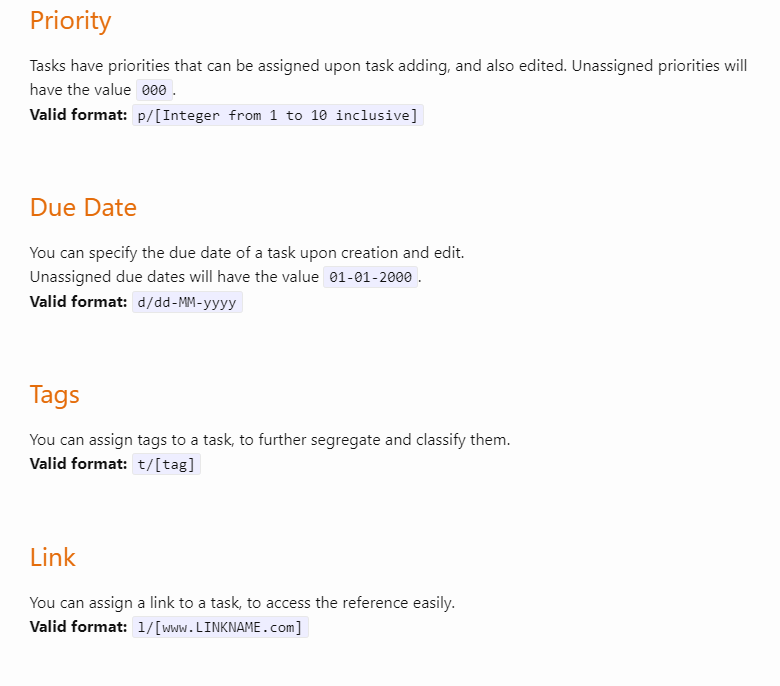 Priority
Tasks have priorities that can be assigned upon task adding, and also edited. Unassigned priorities will
have the value 000.
Valid format: p/[Integer from 1 to 10 inclusive]
Due Date
You can specify the due date of a task upon creation and edit.
Unassigned due dates will have the value 01-01-2000.
Valid format: d/dd-MM-yyyy
Tags
You can assign tags to a task, to further segregate and classify them.
Valid format: t/[tag]
Link
You can assign a link to a task, to access the reference easily.
Valid format: l/[www.LINKNAME.com]